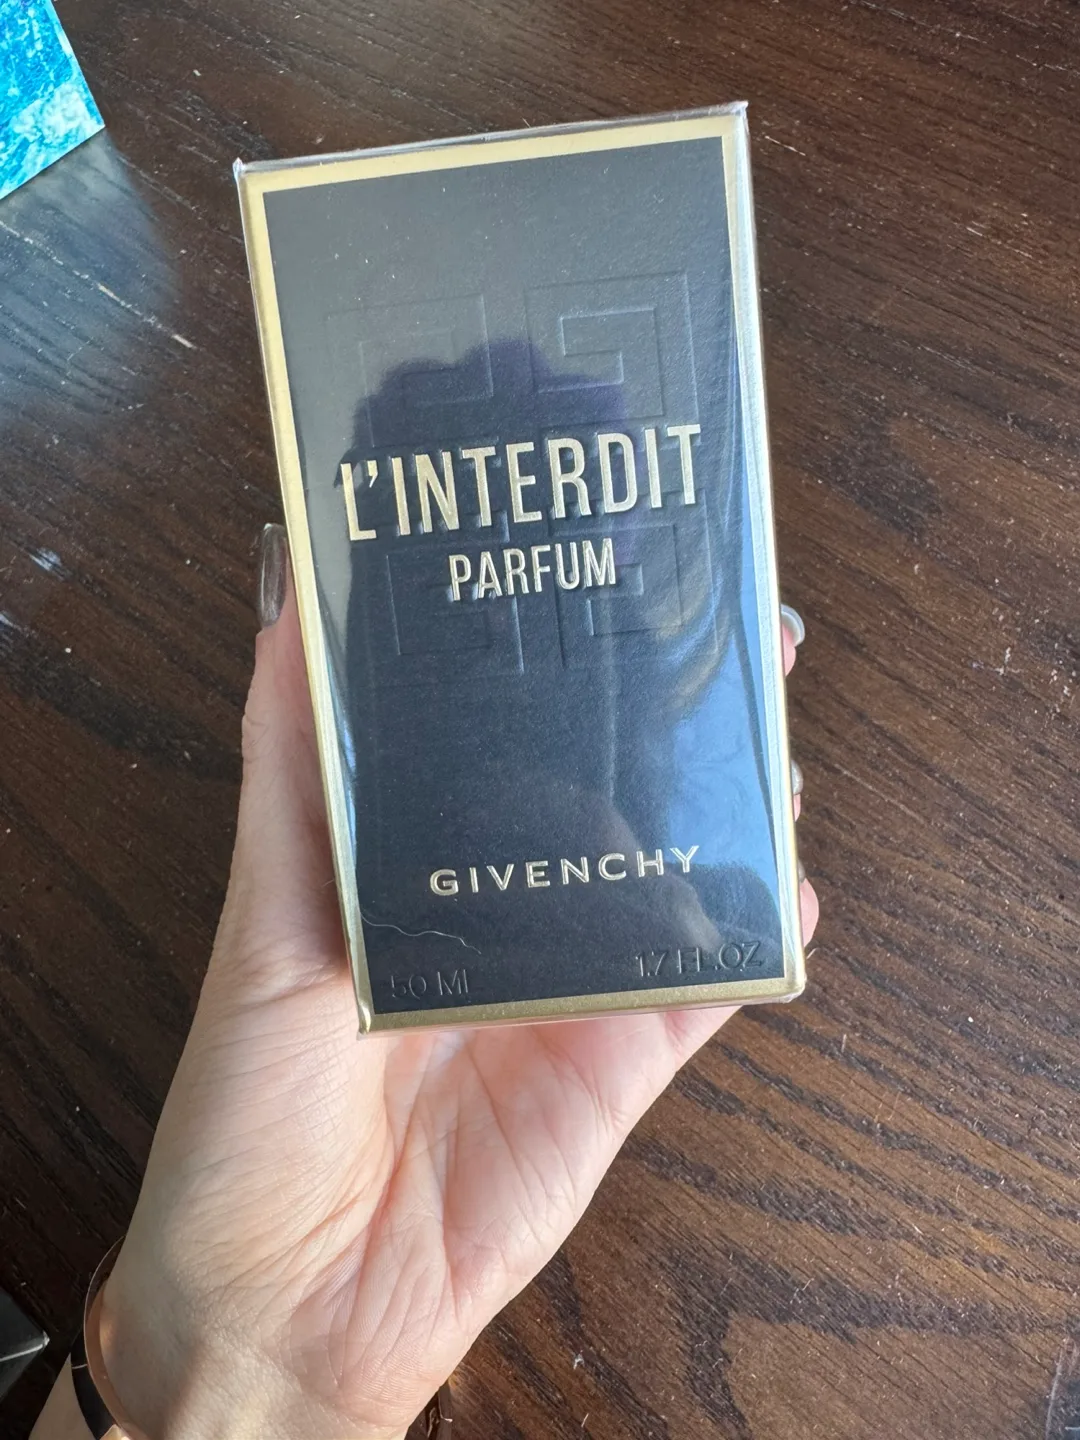 L'INTERDIT
PARFUM
GIVENCHY
50 ML 1.7 FL.OZ